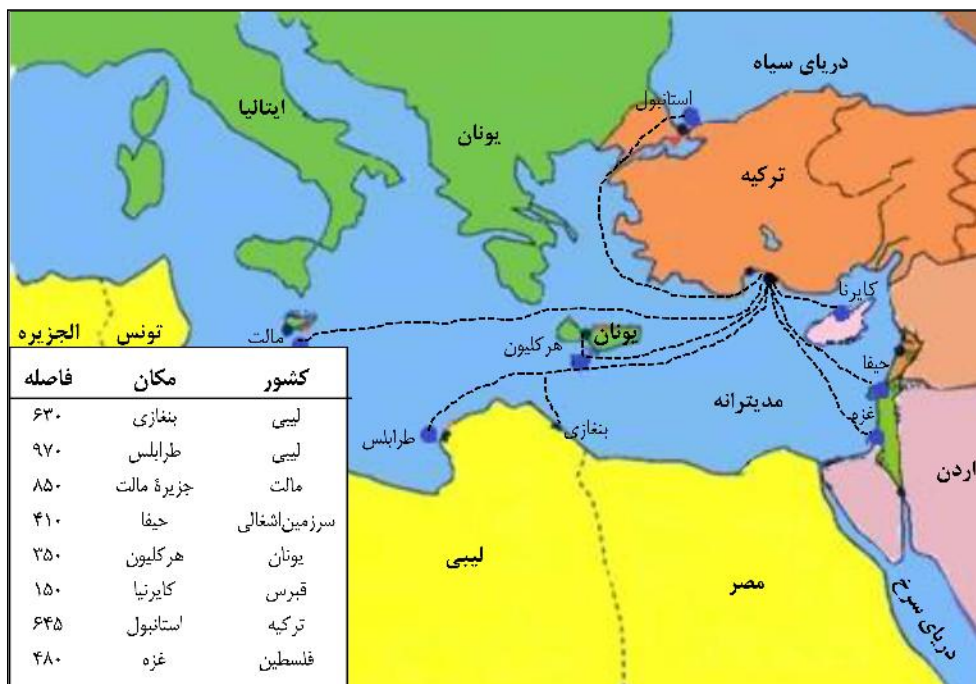 دریای سیاه
استانبول
ایتالیا
یونان
ترکیه
کایرنا
مالت
یونان
هرکلیون
تونس
الجزیره
حیفا
مدیترانه
غزه
بنغازی
طرابلس
اردن
لیبی
مصر
دریای سرخ
کشور مکان فاصله
لیبی بنغازی ۶۳۰
لیبی طرابلس ۹۷۰
مالت جزیرهٔ مالت ۸۵۰
سرزمین‌اشغالی حیفا ۴۱۰
یونان هرکلیون ۳۵۰
قبرس کایرنیا ۱۵۰
ترکیه استانبول ۶۴۵
فلسطین غزه ۴۸۰